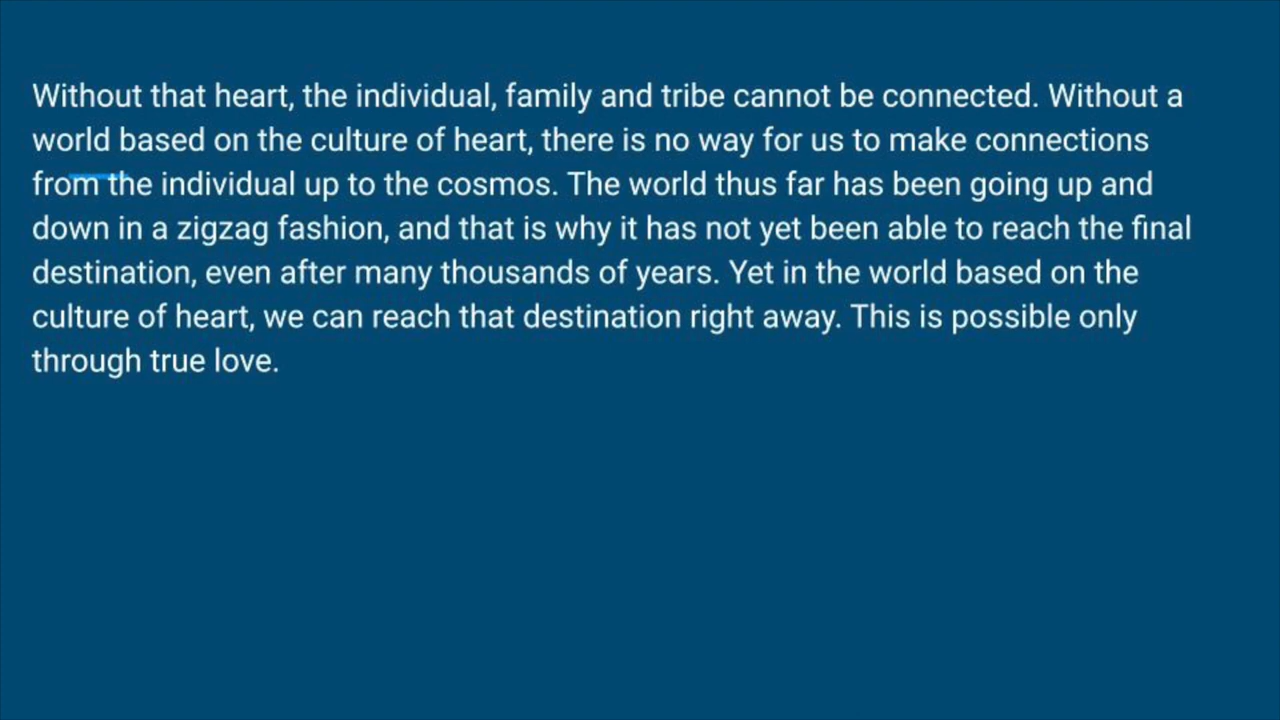 Without that heart, the individual, family and tribe cannot be connected. Without a
world based on the culture of heart, there is no way for us to make connections
from the individual up to the cosmos. The world thus far has been going up and
down in a zigzag fashion, and that is why it has not yet been able to reach the final
destination, even after many thousands of years. Yet in the world based on the
culture of heart, we can reach that destination right away. This is possible only
through true love.